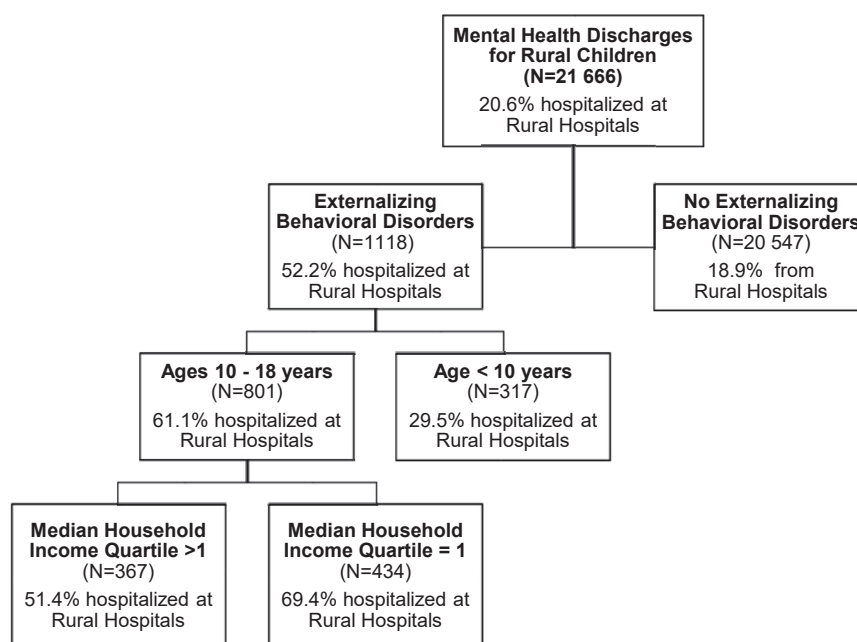 Mental Health Discharges
for Rural Children
(N=21 666)
20.6% hospitalized at
Rural Hospitals
Externalizing
Behavioral Disorders
(N=1118)
52.2% hospitalized at
Rural Hospitals
No Externalizing
Behavioral Disorders
(N=20 547)
18.9% from
Rural Hospitals
Ages 10 - 18 years
(N=801)
61.1% hospitalized at
Rural Hospitals
Age < 10 years
(N=317)
29.5% hospitalized at
Rural Hospitals
Median Household
Income Quartile >1
(N=367)
51.4% hospitalized at
Rural Hospitals
Median Household
Income Quartile = 1
(N=434)
69.4% hospitalized at
Rural Hospitals